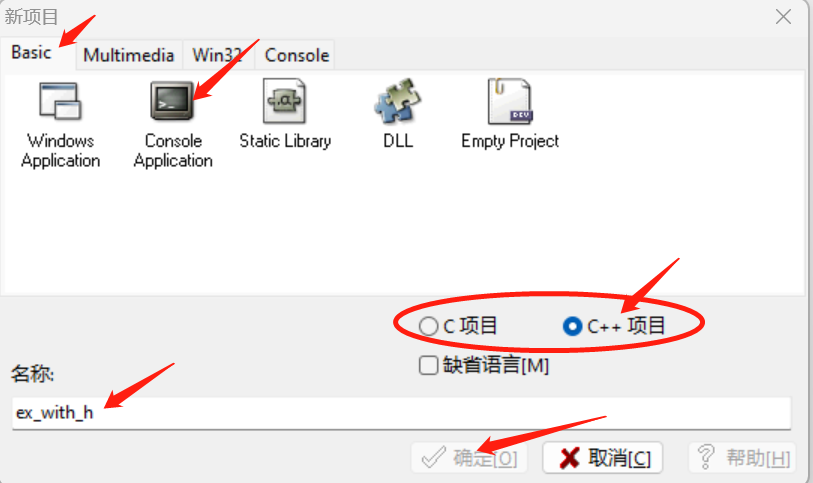 新项目
Basic Multimedia Win32 Console
Windows Application
Console Application
Static Library
DLL
Empty Project
C 项目 C++ 项目
缺省语言[M]
名称:
ex_with_h
确定[O] 取消[C] 帮助[H]